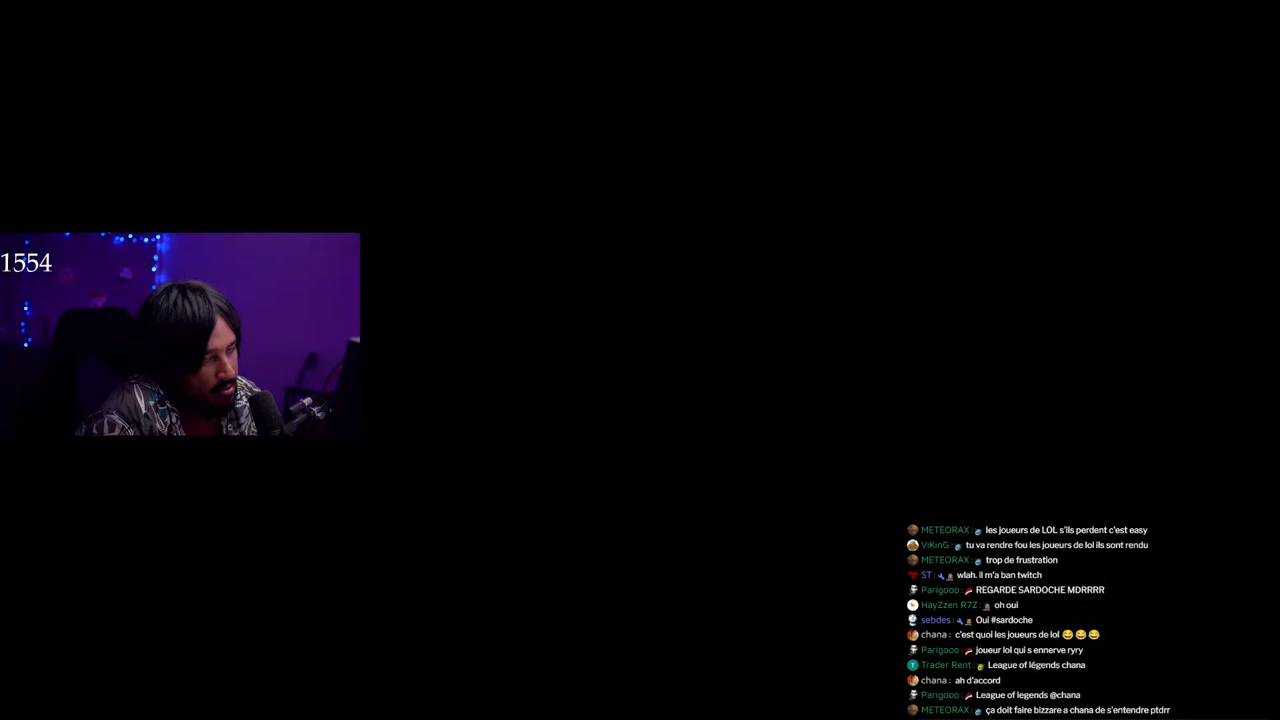 1554
METEORAX : les joueurs de LOL s'ils perdent c'est easy
ViKinG : tu va rendre fou les joueurs de lol ils sont rendu
METEORAX : trop de frustration
ST : wlah. il m'a ban twitch
Parigooo : REGARDE SARDOCHE MDRRRR
HayZzen R7Z : oh oui
sebdes : Oui #sardoche
chana : c'est quoi les joueurs de lol 😂😂😂
Parigooo : joueur lol qui s ennerve ryry
Trader Rent : League of légends chana
chana : ah d'accord
Parigooo : League of legends @chana
METEORAX : ça doit faire bizzare a chana de s'entendre ptdrr